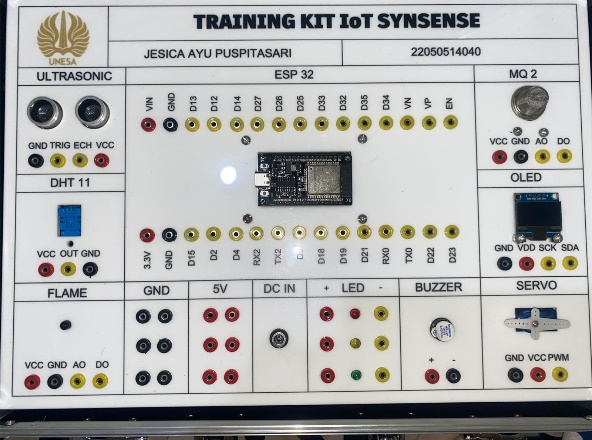 TRAINING KIT IoT SYNSENSE
UNESA
JESICA AYU PUSPITASARI
22050514040
ULTRASONIC
GND TRIG ECH VCC
ESP 32
VIN GND D13 D12 D14 D27 D26 D25 D33 D32 D35 D34 VN VP EN
MQ 2
VCC GND AO DO
DHT 11
VCC OUT GND
OLED
GND VDD SCK SDA
3.3V GND D15 D2 D4 RX2 TX2 D18 D19 D21 RX0 TX0 D22 D23
FLAME
VCC GND AO DO
GND
5V
DC IN
+ LED -
BUZZER
+ -
SERVO
GND VCC PWM